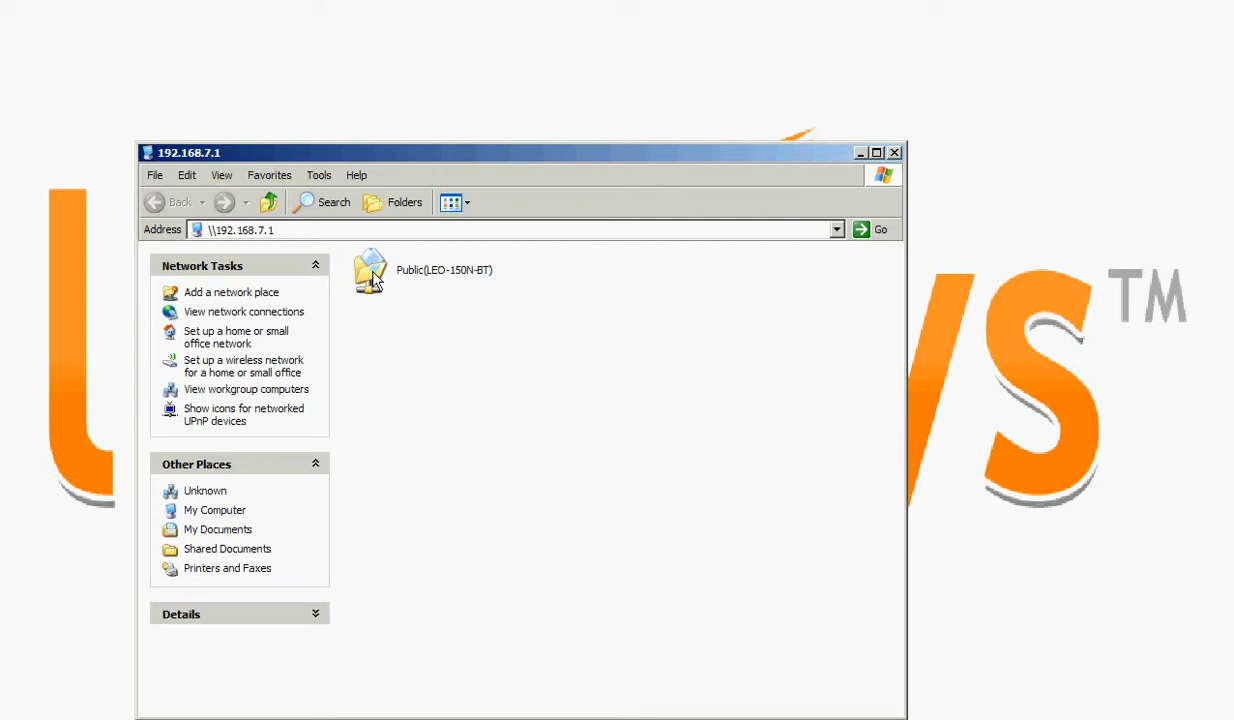 192.168.7.1
File Edit View Favorites Tools Help
Back Search Folders
Address \\192.168.7.1 Go
Network Tasks
Add a network place
View network connections
Set up a home or small
office network
Set up a wireless network
for a home or small office
View workgroup computers
Show icons for networked
UPnP devices
Other Places
Unknown
My Computer
My Documents
Shared Documents
Printers and Faxes
Details
Public(LEO-150N-BT)
TM